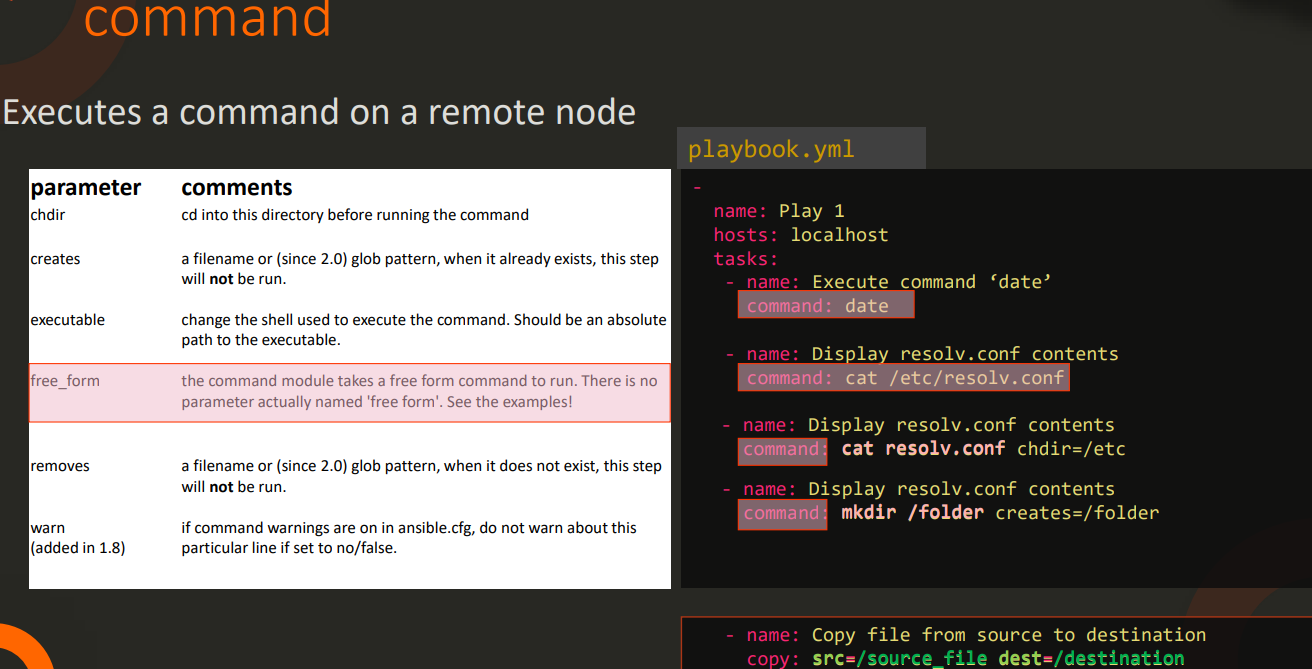 command
Executes a command on a remote node
parameter comments
chdir cd into this directory before running the command
creates a filename or (since 2.0) glob pattern, when it already exists, this step
will not be run.
executable change the shell used to execute the command. Should be an absolute
path to the executable.
free_form the command module takes a free form command to run. There is no
parameter actually named 'free form'. See the examples!
removes a filename or (since 2.0) glob pattern, when it does not exist, this step
will not be run.
warn if command warnings are on in ansible.cfg, do not warn about this
(added in 1.8) particular line if set to no/false.
playbook.yml
-
name: Play 1
hosts: localhost
tasks:
- name: Execute command ‘date’
command: date
- name: Display resolv.conf contents
command: cat /etc/resolv.conf
- name: Display resolv.conf contents
command: cat resolv.conf chdir=/etc
- name: Display resolv.conf contents
command: mkdir /folder creates=/folder
- name: Copy file from source to destination
copy: src=/source_file dest=/destination